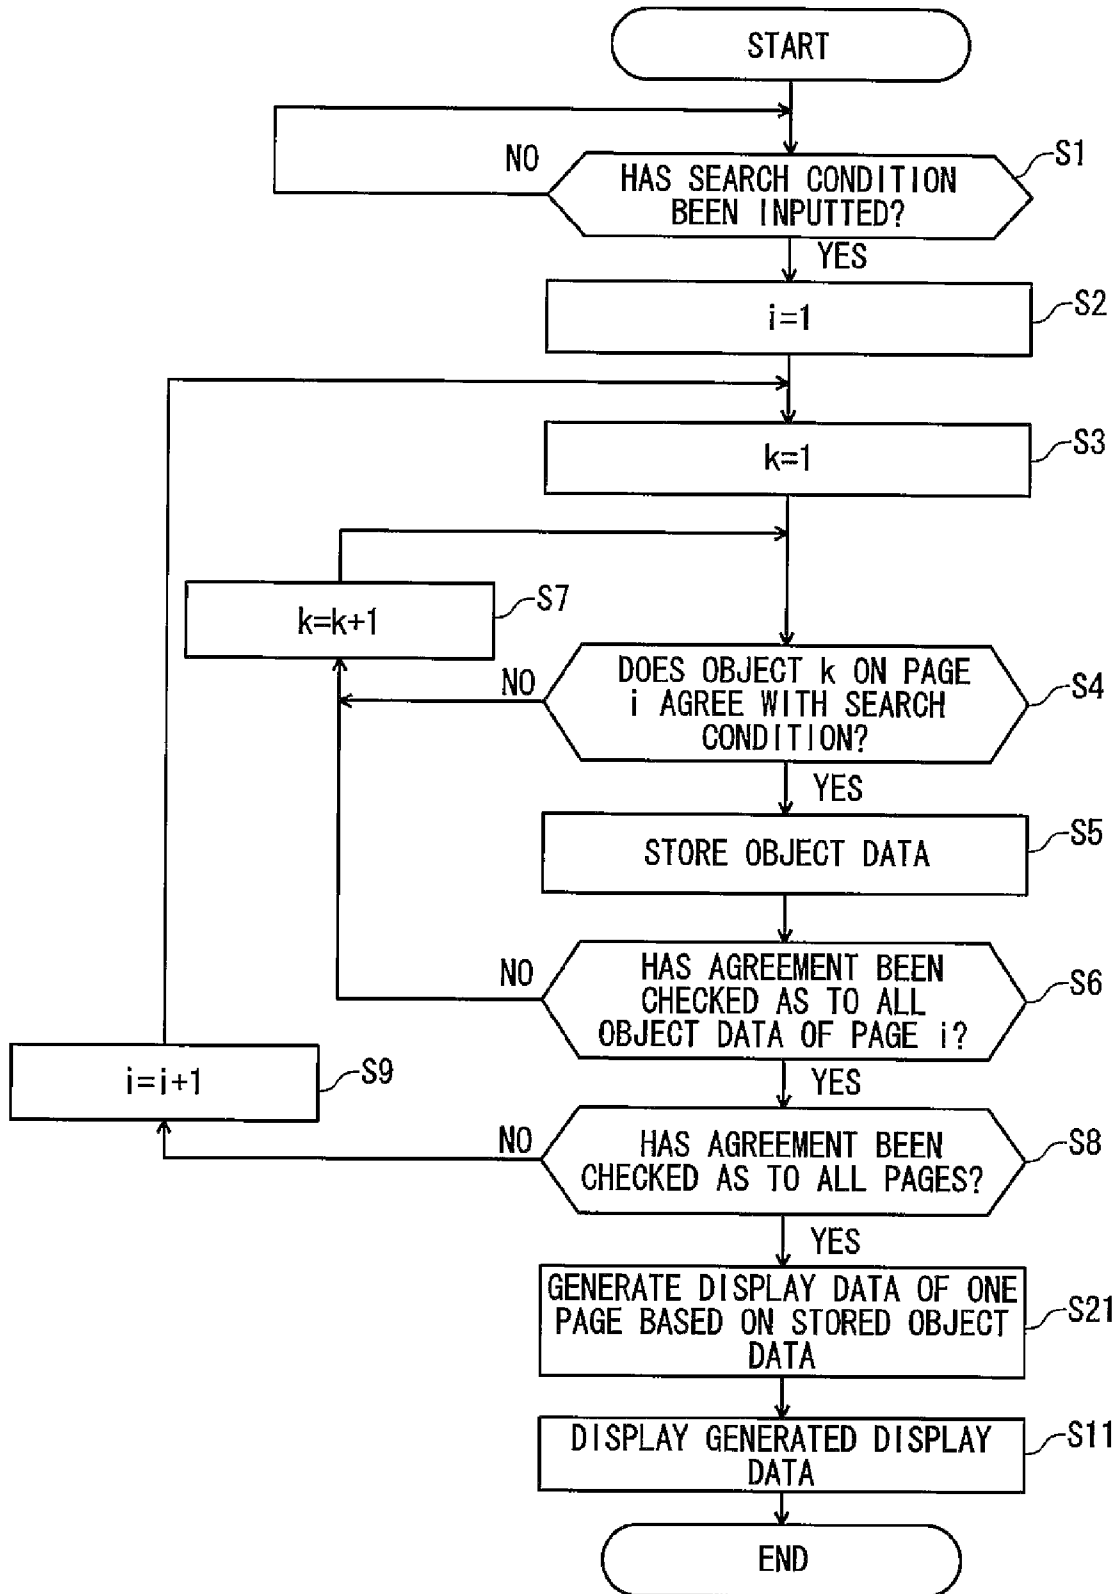 START
NO
HAS SEARCH CONDITION
BEEN INPUTTED?
S1
YES
i=1
S2
k=1
S3
k=k+1
S7
NO
DOES OBJECT k ON PAGE
i AGREE WITH SEARCH
CONDITION?
S4
YES
STORE OBJECT DATA
S5
NO
HAS AGREEMENT BEEN
CHECKED AS TO ALL
OBJECT DATA OF PAGE i?
S6
YES
i=i+1
S9
NO
HAS AGREEMENT BEEN
CHECKED AS TO ALL PAGES?
S8
YES
GENERATE DISPLAY DATA OF ONE
PAGE BASED ON STORED OBJECT
DATA
S21
DISPLAY GENERATED DISPLAY
DATA
S11
END